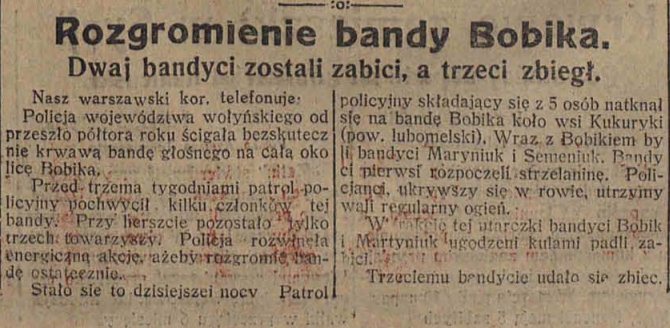 :o:
Rozgromienie bandy Bobika.
Dwaj bandyci zostali zabici, a trzeci zbiegł.
Nasz warszawski kor. telefonuje:
Policja województwa wołyńskiego od
przeszło półtora roku ścigała bezskutecz
nie krwawą bandę głośnego na całą oko
licę Bobika.
Przed trzema tygodniami patrol po-
licyjny pochwycił kilku członków tej
bandy. Przy herszcie pozostało tylko
trzech towarzyszy. Policja rozwinęła
energiczną akcję, ażeby rozgromić ban-
dę ostatecznie.
Stało się to dzisiejszej nocy Patrol
policyjny składający się z 5 osób natknął
się na bandę Bobika koło wsi Kukuryki
(pow. lubomelski). Wraz z Bobikiem by
li bandyci Maryniuk i Semeniuk. Bandy
ci pierwsi rozpoczęli strzelaninę. Poli-
cjanci, ukrywszy się w rowie, utrzymy
wali regularny ogień.
W trakcie tej utarczki bandyci Bobik
i Martyniuk ugodzeni kulami padli za-
bici.
Trzeciemu bandycie udało się zbiec.